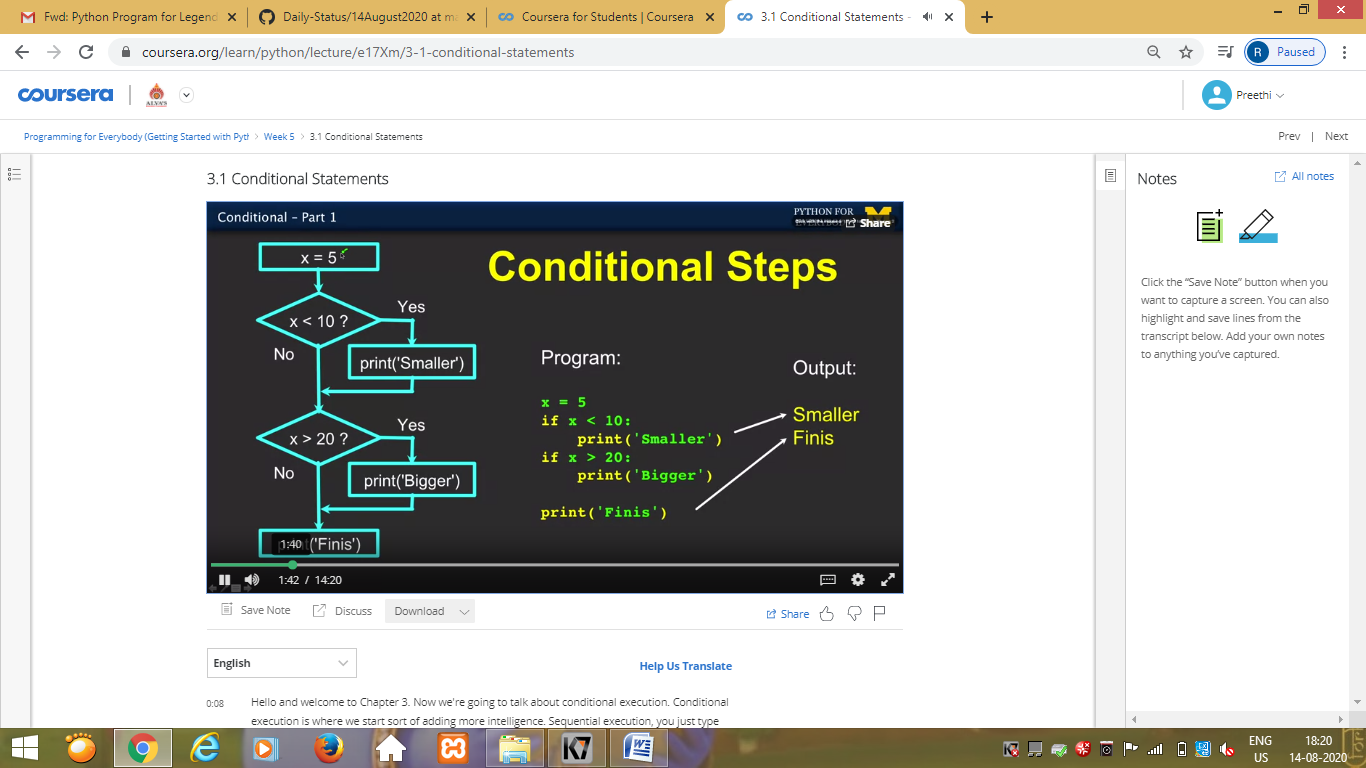 Fwd: Python Program for Legend
Daily-Status/14August2020 at ma
Coursera for Students | Coursera
3.1 Conditional Statements -
coursera.org/learn/python/lecture/e17Xm/3-1-conditional-statements
R Paused
coursera
ALVA'S
Preethi
Programming for Everybody (Getting Started with Pyth > Week 5 > 3.1 Conditional Statements
Prev | Next
3.1 Conditional Statements
Notes
All notes
Conditional – Part 1
PYTHON FOR
EVERYBODY
Share
Conditional Steps
x = 5
x < 10 ?
Yes
No
print('Smaller')
x > 20 ?
Yes
No
print('Bigger')
('Finis')
Program:
x = 5
if x < 10:
print('Smaller')
if x > 20:
print('Bigger')
print('Finis')
Output:
Smaller
Finis
1:40
1:42 / 14:20
Click the “Save Note” button when you
want to capture a screen. You can also
highlight and save lines from the
transcript below. Add your own notes
to anything you’ve captured.
Save Note
Discuss
Download
Share
English
Help Us Translate
0:08 Hello and welcome to Chapter 3. Now we're going to talk about conditional execution. Conditional
execution is where we start sort of adding more intelligence. Sequential execution, you just type
ENG
US
18:20
14-08-2020